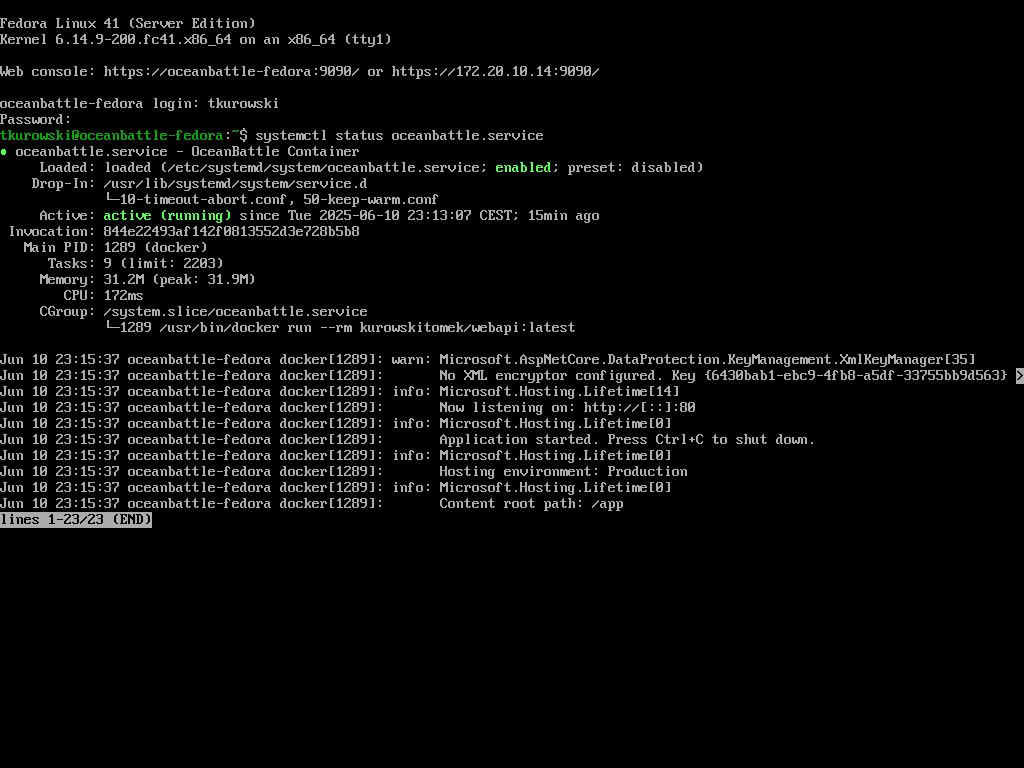 Fedora Linux 41 (Server Edition)
Kernel 6.14.9-200.fc41.x86_64 on an x86_64 (tty1)
Web console: https://oceanbattle-fedora:9090/ or https://172.20.10.14:9090/
oceanbattle-fedora login: tkurowski
Password:
tkurowski@oceanbattle-fedora:~$ systemctl status oceanbattle.service
● oceanbattle.service - OceanBattle Container
Loaded: loaded (/etc/systemd/system/oceanbattle.service; enabled; preset: disabled)
Drop-In: /usr/lib/systemd/system/service.d
└─10-timeout-abort.conf, 50-keep-warm.conf
Active: active (running) since Tue 2025-06-10 23:13:07 CEST; 15min ago
Invocation: 844e22493af142f0813552d3e728b5b8
Main PID: 1289 (docker)
Tasks: 9 (limit: 2203)
Memory: 31.2M (peak: 31.9M)
CPU: 172ms
CGroup: /system.slice/oceanbattle.service
└─1289 /usr/bin/docker run --rm kurowskitomek/webapi:latest
Jun 10 23:15:37 oceanbattle-fedora docker[1289]: warn: Microsoft.AspNetCore.DataProtection.KeyManagement.XmlKeyManager[35]
Jun 10 23:15:37 oceanbattle-fedora docker[1289]:       No XML encryptor configured. Key {6430bab1-ebc9-4fb8-a5df-33755bb9d563} >
Jun 10 23:15:37 oceanbattle-fedora docker[1289]: info: Microsoft.Hosting.Lifetime[14]
Jun 10 23:15:37 oceanbattle-fedora docker[1289]:       Now listening on: http://[::]:80
Jun 10 23:15:37 oceanbattle-fedora docker[1289]: info: Microsoft.Hosting.Lifetime[0]
Jun 10 23:15:37 oceanbattle-fedora docker[1289]:       Application started. Press Ctrl+C to shut down.
Jun 10 23:15:37 oceanbattle-fedora docker[1289]: info: Microsoft.Hosting.Lifetime[0]
Jun 10 23:15:37 oceanbattle-fedora docker[1289]:       Hosting environment: Production
Jun 10 23:15:37 oceanbattle-fedora docker[1289]: info: Microsoft.Hosting.Lifetime[0]
Jun 10 23:15:37 oceanbattle-fedora docker[1289]:       Content root path: /app
lines 1-23/23 (END)